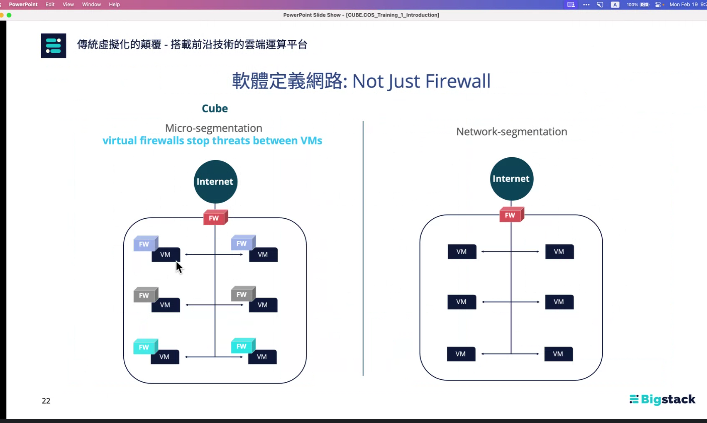 PowerPoint File Edit View Window Help
100% Mon Feb 19
PowerPoint Slide Show - [CUBE.COS_Training_1_Introduction]
傳統虛擬化的顛覆 - 搭載前沿技術的雲端運算平台
軟體定義網路: Not Just Firewall
Cube
Micro-segmentation
virtual firewalls stop threats between VMs
Network-segmentation
Internet
Internet
FW
FW
FW
FW
VM
VM
VM
VM
FW
FW
VM
VM
VM
VM
FW
FW
VM
VM
VM
VM
22
Bigstack